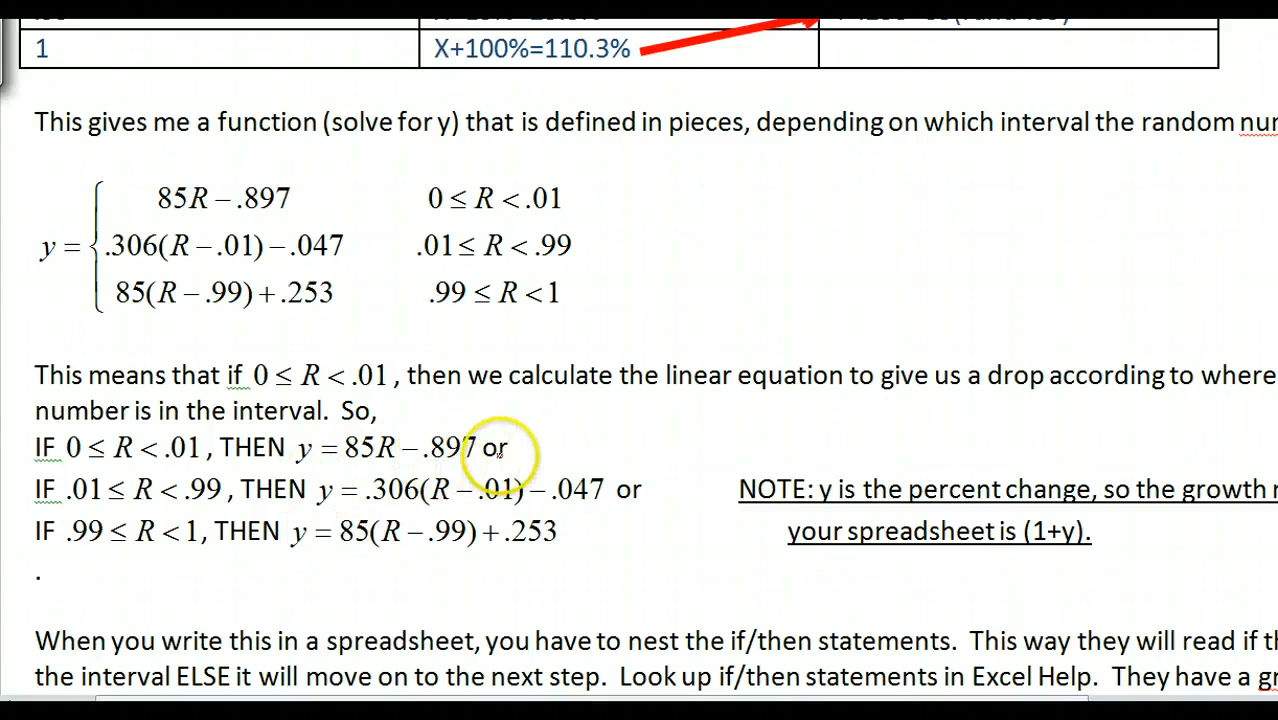 1 X+100%=110.3%
This gives me a function (solve for y) that is defined in pieces, depending on which interval the random
y = { 85R − .897 0 ≤ R < .01
.306(R − .01) − .047 .01 ≤ R < .99
85(R − .99) + .253 .99 ≤ R < 1
This means that if 0 ≤ R < .01 , then we calculate the linear equation to give us a drop according to where
number is in the interval. So,
IF 0 ≤ R < .01 , THEN y = 85R − .897 or
IF .01 ≤ R < .99 , THEN y = .306(R − .01) − .047 or NOTE: y is the percent change, so the growth
IF .99 ≤ R < 1, THEN y = 85(R − .99) + .253 your spreadsheet is (1+y).
.
When you write this in a spreadsheet, you have to nest the if/then statements. This way they will read if
the interval ELSE it will move on to the next step. Look up if/then statements in Excel Help. They have a